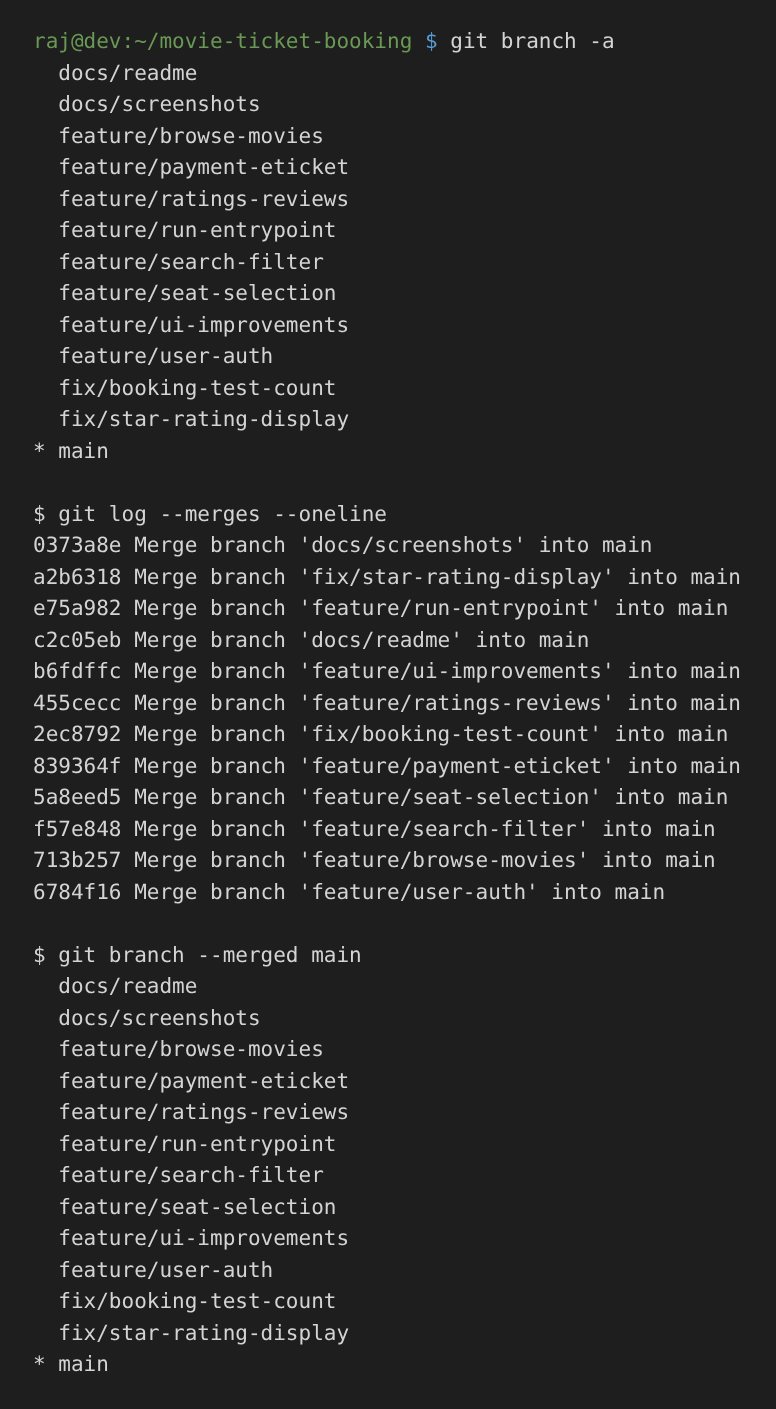 raj@dev:~/movie-ticket-booking $ git branch -a
  docs/readme
  docs/screenshots
  feature/browse-movies
  feature/payment-eticket
  feature/ratings-reviews
  feature/run-entrypoint
  feature/search-filter
  feature/seat-selection
  feature/ui-improvements
  feature/user-auth
  fix/booking-test-count
  fix/star-rating-display
* main

$ git log --merges --oneline
0373a8e Merge branch 'docs/screenshots' into main
a2b6318 Merge branch 'fix/star-rating-display' into main
e75a982 Merge branch 'feature/run-entrypoint' into main
c2c05eb Merge branch 'docs/readme' into main
b6fdffc Merge branch 'feature/ui-improvements' into main
455cecc Merge branch 'feature/ratings-reviews' into main
2ec8792 Merge branch 'fix/booking-test-count' into main
839364f Merge branch 'feature/payment-eticket' into main
5a8eed5 Merge branch 'feature/seat-selection' into main
f57e848 Merge branch 'feature/search-filter' into main
713b257 Merge branch 'feature/browse-movies' into main
6784f16 Merge branch 'feature/user-auth' into main

$ git branch --merged main
  docs/readme
  docs/screenshots
  feature/browse-movies
  feature/payment-eticket
  feature/ratings-reviews
  feature/run-entrypoint
  feature/search-filter
  feature/seat-selection
  feature/ui-improvements
  feature/user-auth
  fix/booking-test-count
  fix/star-rating-display
* main